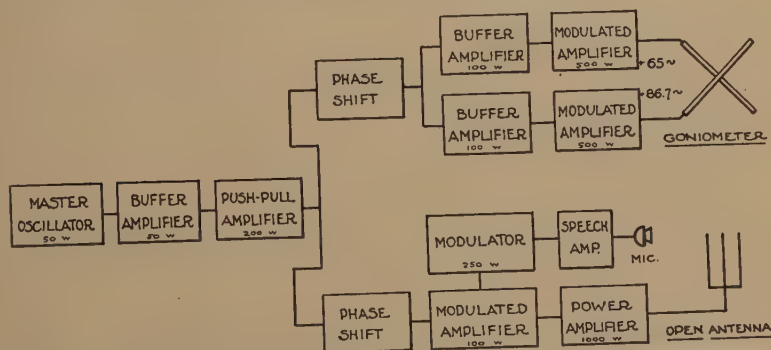 BUFFER
AMPLIFIER
100 W
MODULATED
AMPLIFIER
500 W
+65~
PHASE
SHIFT
+86.7~
BUFFER
AMPLIFIER
100 W
MODULATED
AMPLIFIER
500 W
GONIOMETER
MASTER
OSCILLATOR
50 W
BUFFER
AMPLIFIER
50 W
PUSH-PULL
AMPLIFIER
200 W
MODULATOR
250 W
SPEECH
AMP.
MIC.
PHASE
SHIFT
MODULATED
AMPLIFIER
100 W
POWER
AMPLIFIER
1000 W
OPEN ANTENNA